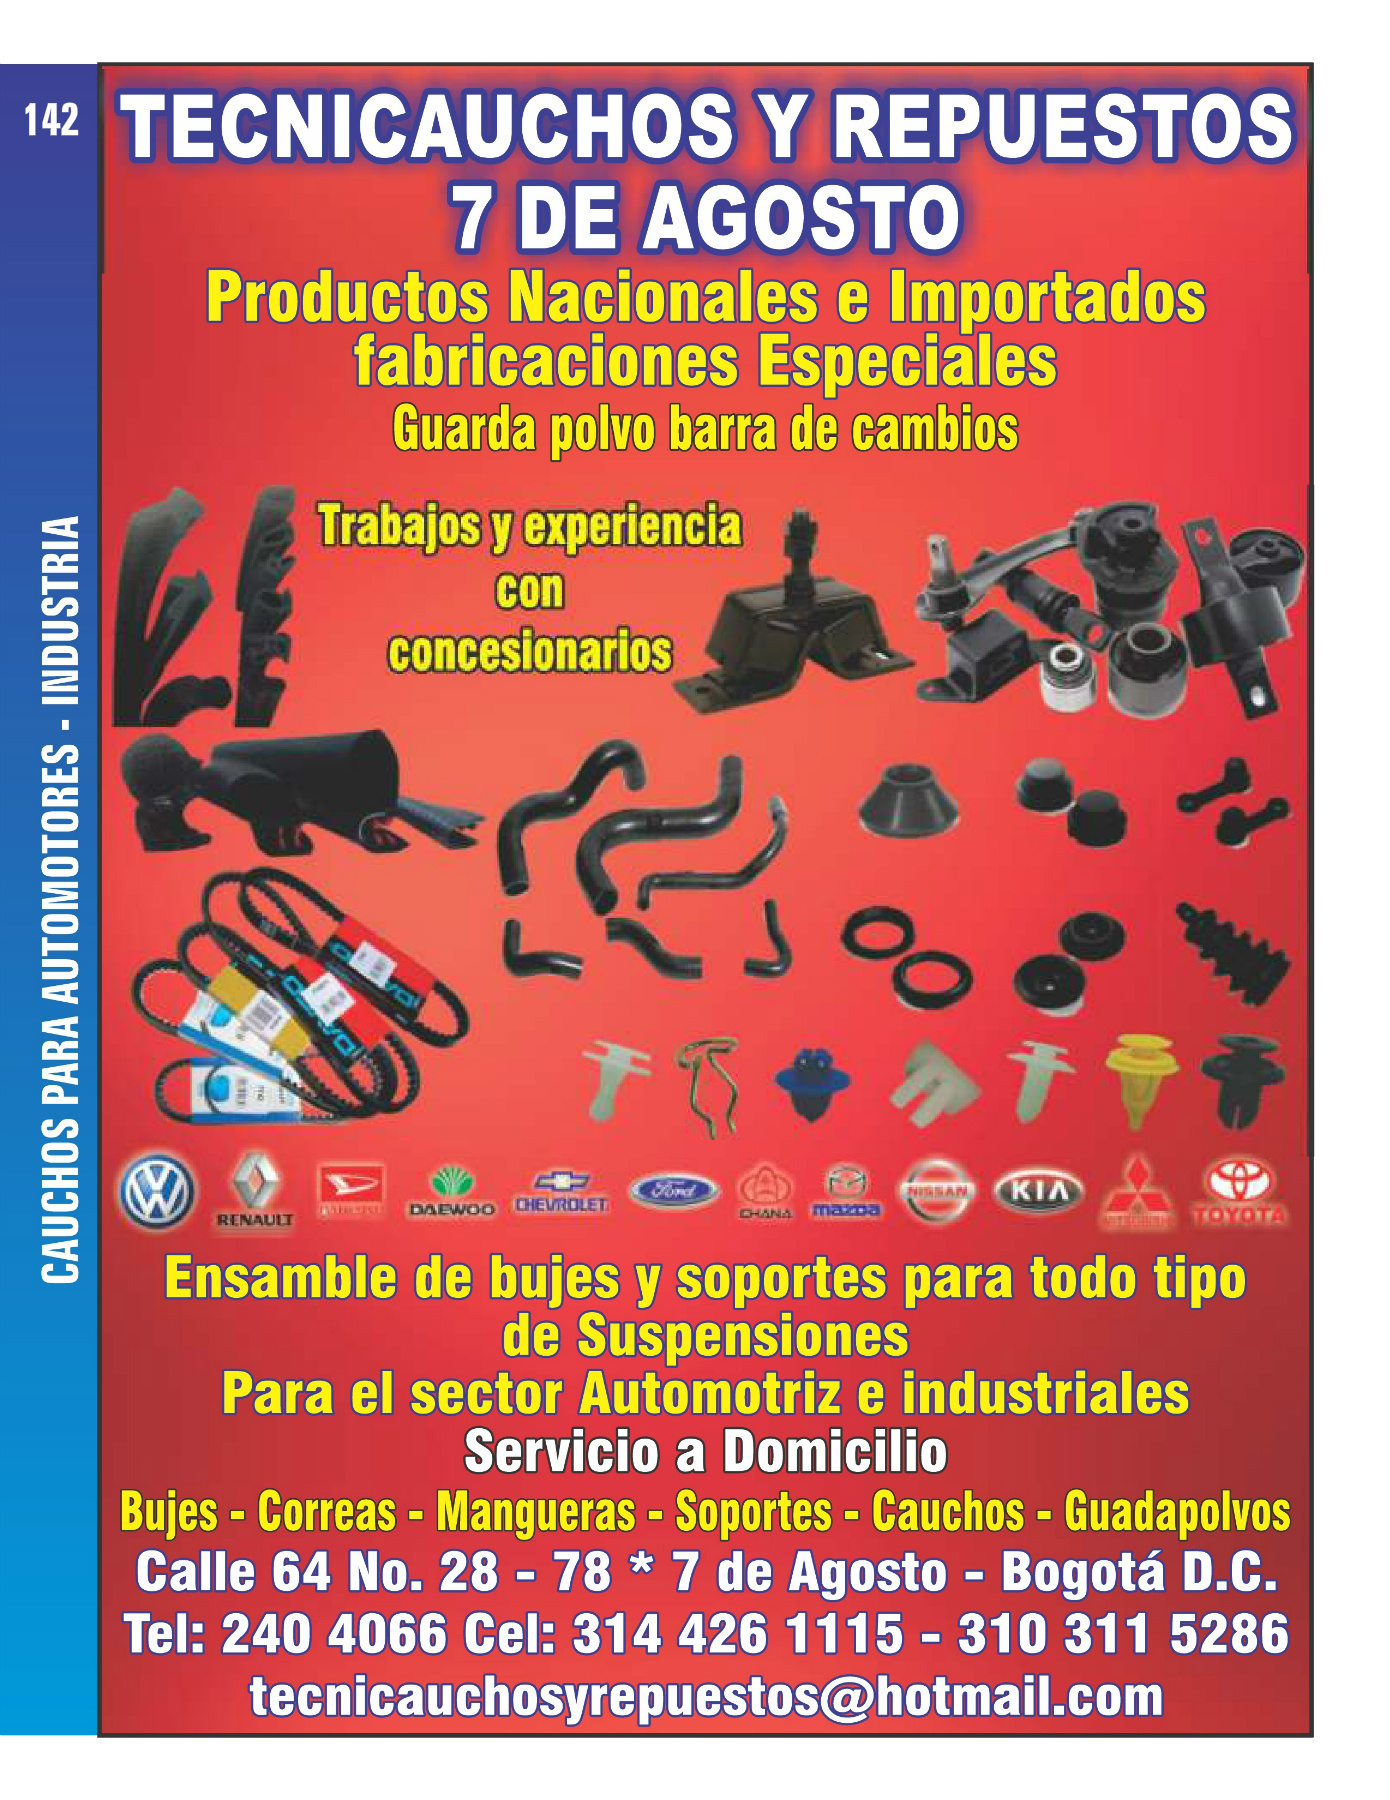 142
CAUCHOS PARA AUTOMOTORES - INDUSTRIA
TECNICAUCHOS Y REPUESTOS
7 DE AGOSTO
Productos Nacionales e Importados
fabricaciones Especiales
Guarda polvo barra de cambios
Trabajos y experiencia
con
concesionarios
RENAULT
DAIHATSU
DAEWOO
CHEVROLET
Ford
CHANA
mazda
NISSAN
KIA
MITSUBISHI
TOYOTA
Ensamble de bujes y soportes para todo tipo
de Suspensiones
Para el sector Automotriz e industriales
Servicio a Domicilio
Bujes - Correas - Mangueras - Soportes - Cauchos - Guadapolvos
Calle 64 No. 28 - 78 * 7 de Agosto - Bogotá D.C.
Tel: 240 4066 Cel: 314 426 1115 - 310 311 5286
tecnicauchosyrepuestos@hotmail.com